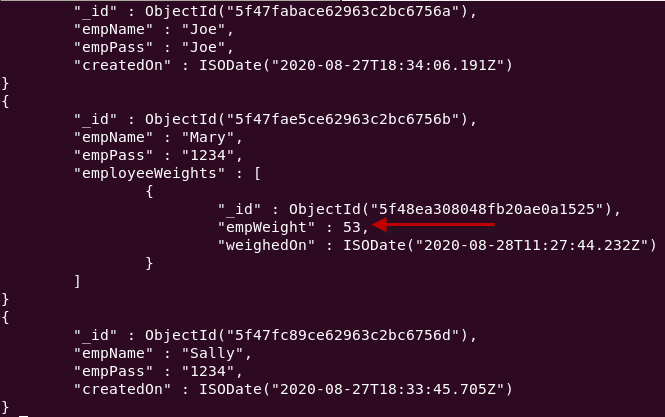 "_id" : ObjectId("5f47fabace62963c2bc6756a"),
"empName" : "Joe",
"empPass" : "Joe",
"createdOn" : ISODate("2020-08-27T18:34:06.191Z")
}
{
"_id" : ObjectId("5f47fae5ce62963c2bc6756b"),
"empName" : "Mary",
"empPass" : "1234",
"employeeWeights" : [
{
"_id" : ObjectId("5f48ea308048fb20ae0a1525"),
"empWeight" : 53,
"weighedOn" : ISODate("2020-08-28T11:27:44.232Z")
}
]
}
{
"_id" : ObjectId("5f47fc89ce62963c2bc6756d"),
"empName" : "Sally",
"empPass" : "1234",
"createdOn" : ISODate("2020-08-27T18:33:45.705Z")
}